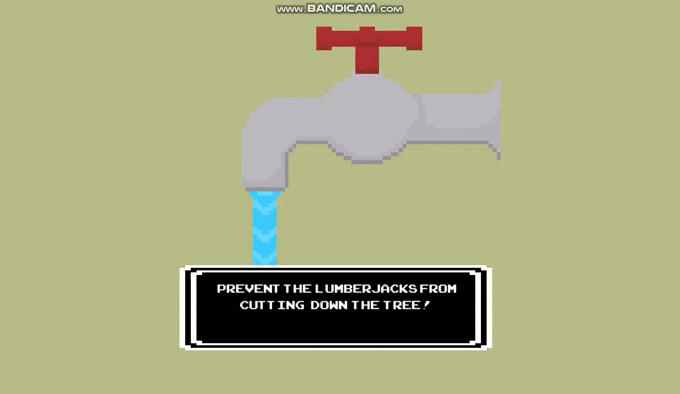 www.BANDICAM.com
PREVENT THE LUMBERJACKS FROM
CUTTING DOWN THE TREE!